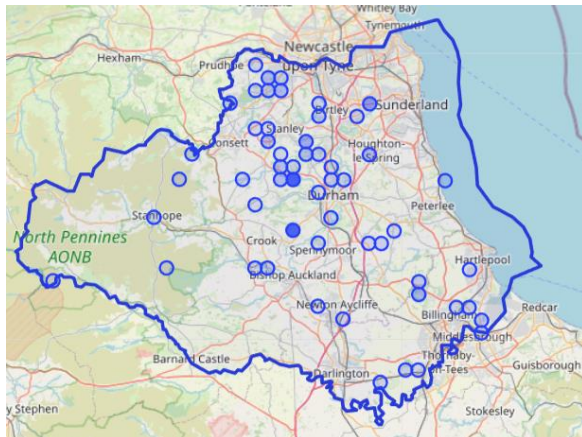 Whitley Bay
Tynemouth
Hexham
Prudhoe
Newcastle
upon Tyne
Sunderland
Stanley
Consett
Houghton-
le-Spring
Durham
Peterlee
Stanhope
North Pennines
AONB
Crook
Spennymoor
Hartlepool
Bishop Auckland
Newton Aycliffe
Billingham
Redcar
Middlesbrough
Thornaby-
on-Tees
Guisborough
Barnard Castle
Darlington
Stokesley
y Stephen